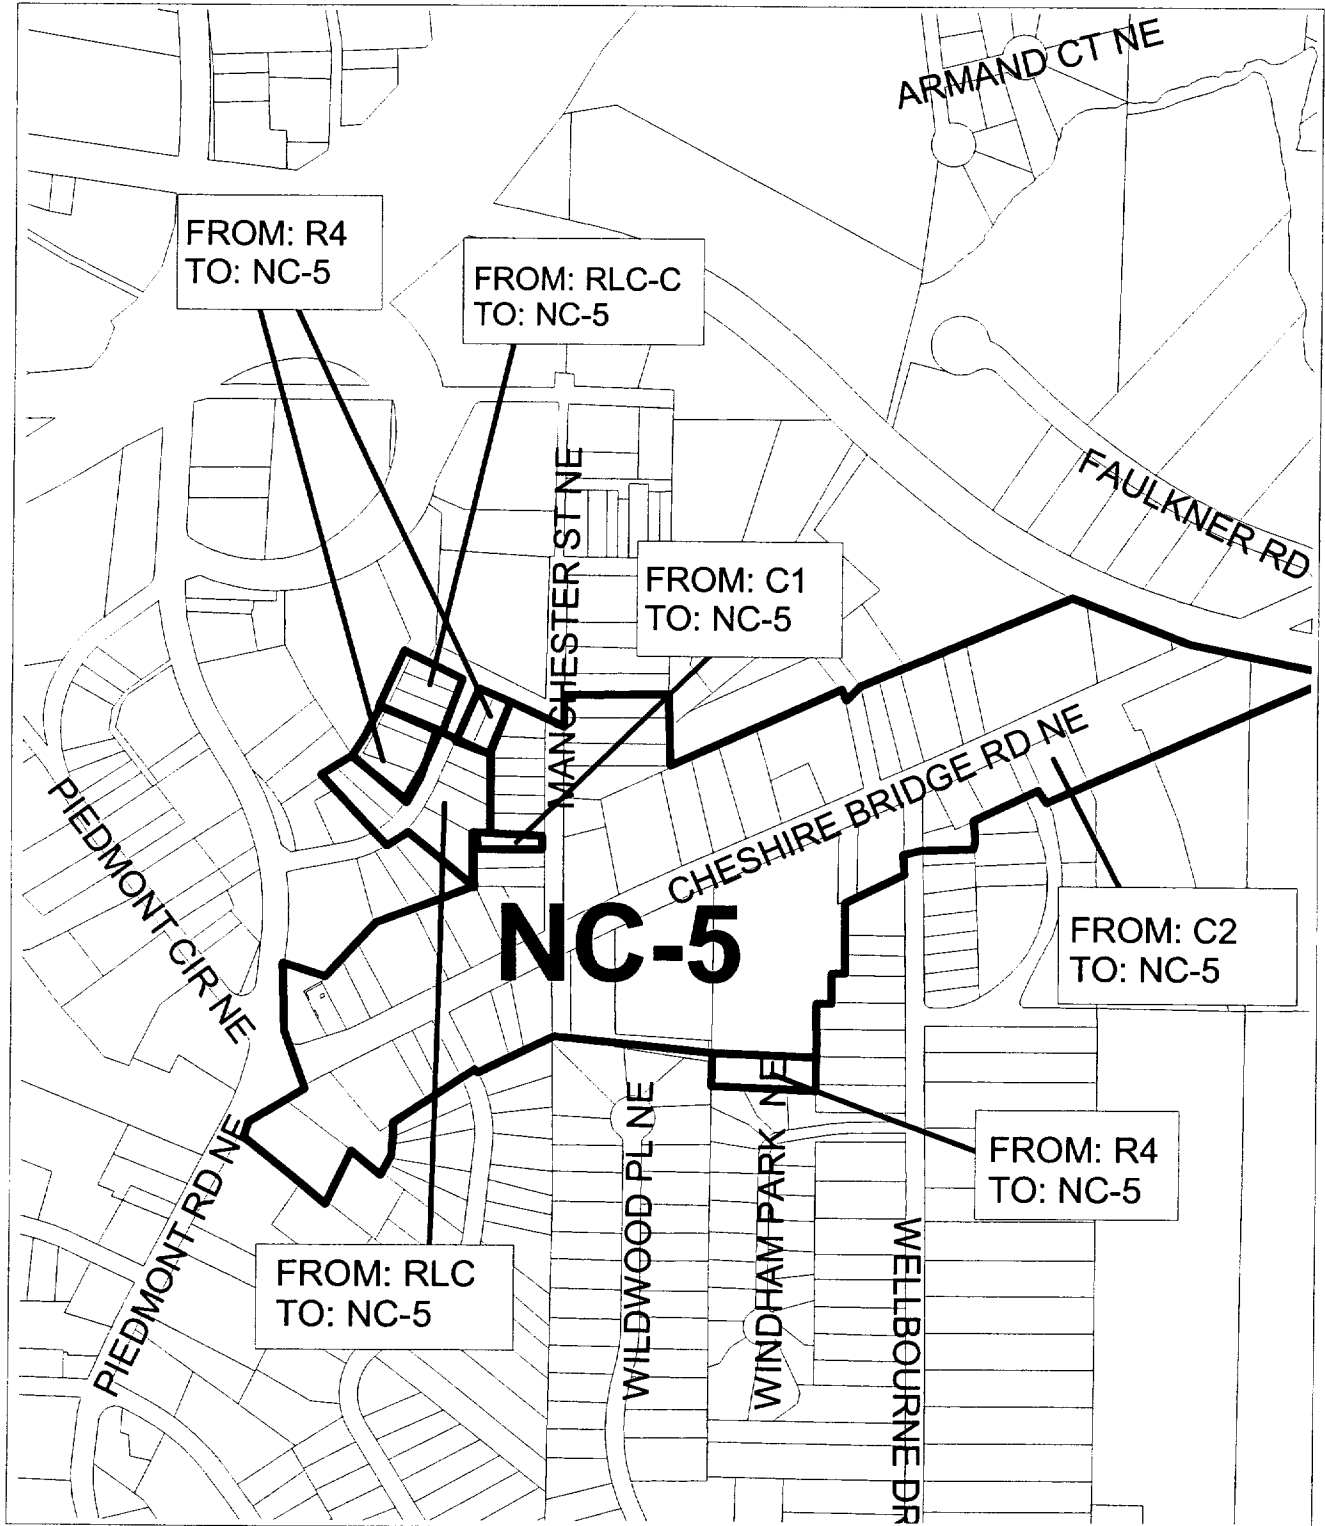 ARMAND CT NE
FROM: R4
TO: NC-5
FROM: RLC-C
TO: NC-5
MANCHESTER ST NE
FAULKNER RD
FROM: C1
TO: NC-5
PIEDMONT CIR NE
CHESHIRE BRIDGE RD NE
NC-5
FROM: C2
TO: NC-5
PIEDMONT RD NE
WILDWOOD PL NE
WINDHAM PARK NE
FROM: R4
TO: NC-5
WELLBOURNE DR
FROM: RLC
TO: NC-5